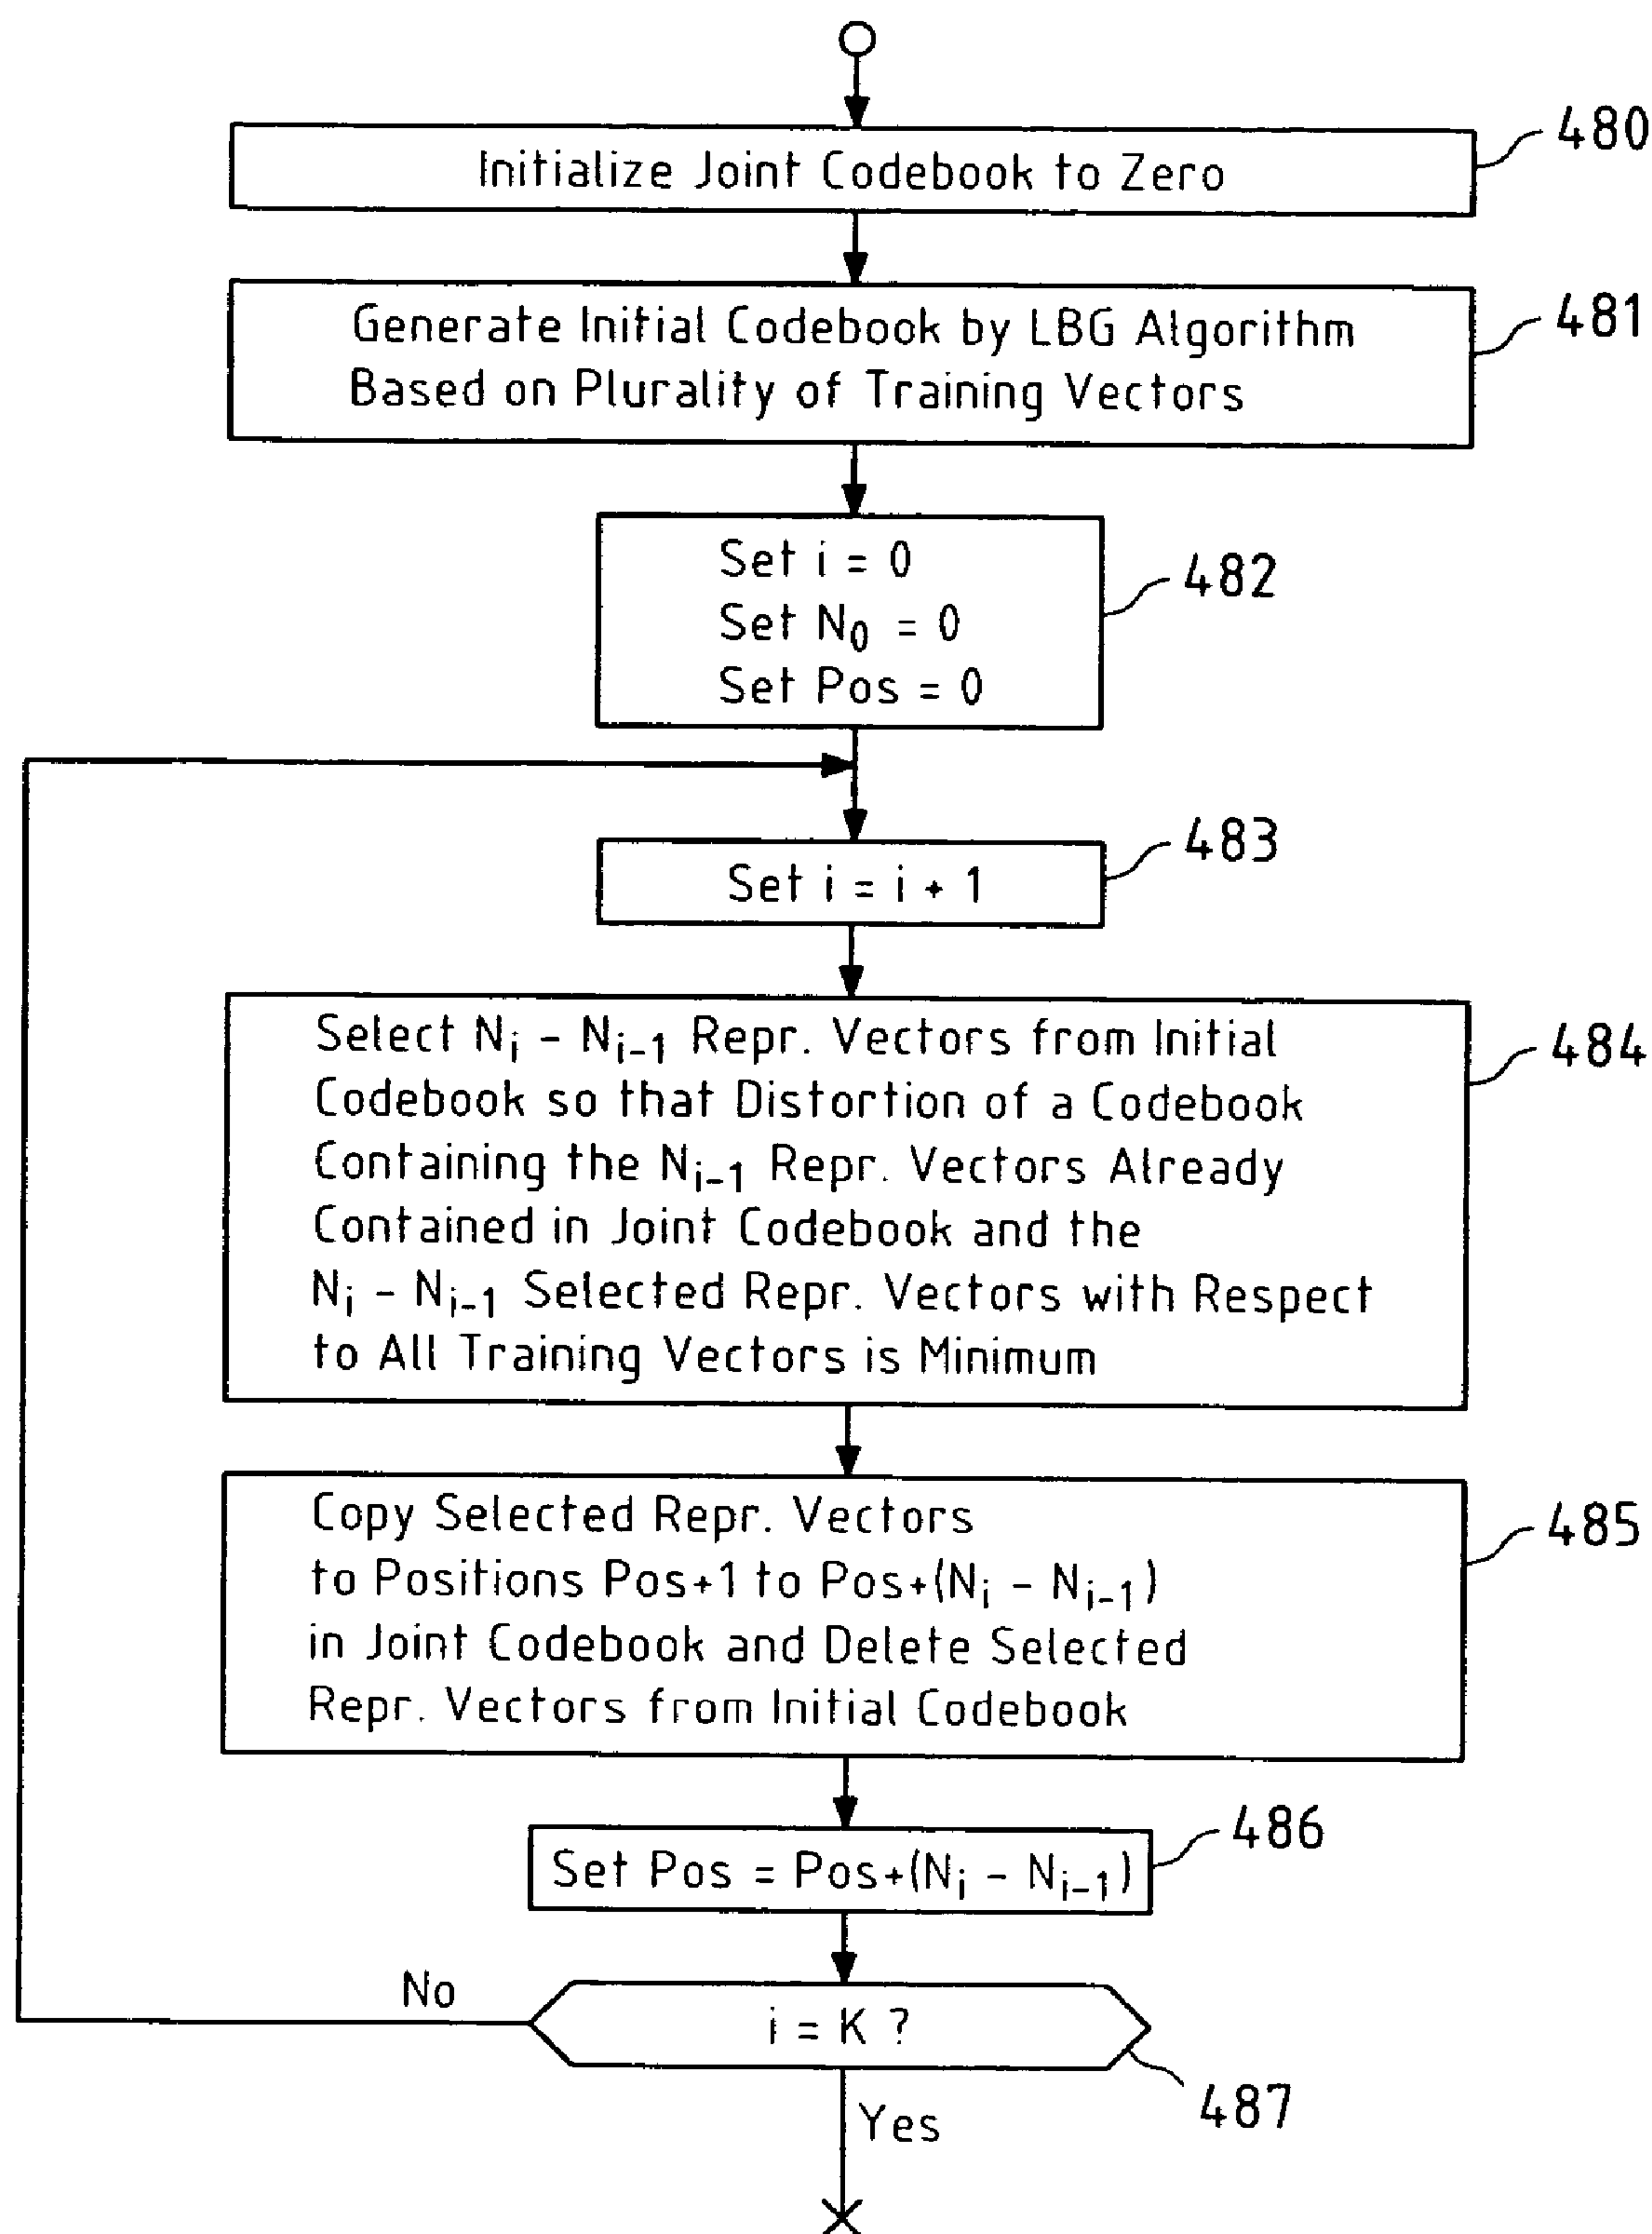 480
Initialize Joint Codebook to Zero
481
Generate Initial Codebook by LBG Algorithm
Based on Plurality of Training Vectors
482
Set i = 0
Set N₀ = 0
Set Pos = 0
483
Set i = i + 1
484
Select Nᵢ - Nᵢ₋₁ Repr. Vectors from Initial
Codebook so that Distortion of a Codebook
Containing the Nᵢ₋₁ Repr. Vectors Already
Contained in Joint Codebook and the
Nᵢ - Nᵢ₋₁ Selected Repr. Vectors with Respect
to All Training Vectors is Minimum
485
Copy Selected Repr. Vectors
to Positions Pos+1 to Pos+(Nᵢ - Nᵢ₋₁)
in Joint Codebook and Delete Selected
Repr. Vectors from Initial Codebook
486
Set Pos = Pos+(Nᵢ - Nᵢ₋₁)
No
i = K ?
487
Yes